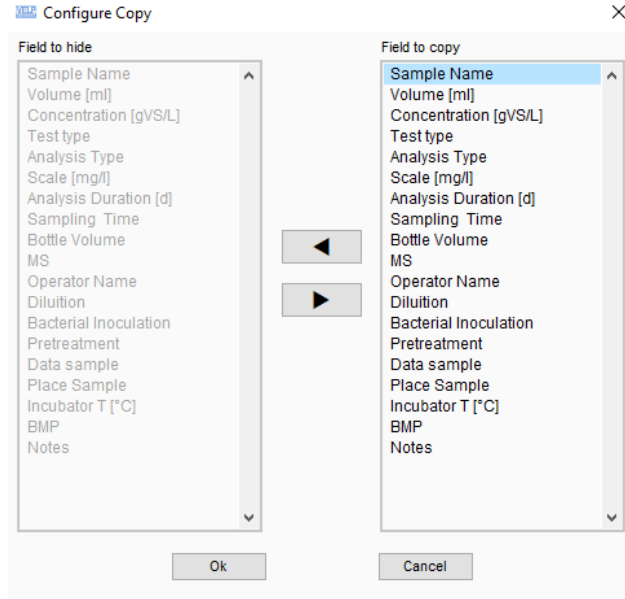 VELP Configure Copy
Field to hide
Sample Name
Volume [ml]
Concentration [gVS/L]
Test type
Analysis Type
Scale [mg/l]
Analysis Duration [d]
Sampling Time
Bottle Volume
MS
Operator Name
Diluition
Bacterial Inoculation
Pretreatment
Data sample
Place Sample
Incubator T [°C]
BMP
Notes
Field to copy
Sample Name
Volume [ml]
Concentration [gVS/L]
Test type
Analysis Type
Scale [mg/l]
Analysis Duration [d]
Sampling Time
Bottle Volume
MS
Operator Name
Diluition
Bacterial Inoculation
Pretreatment
Data sample
Place Sample
Incubator T [°C]
BMP
Notes
Ok
Cancel